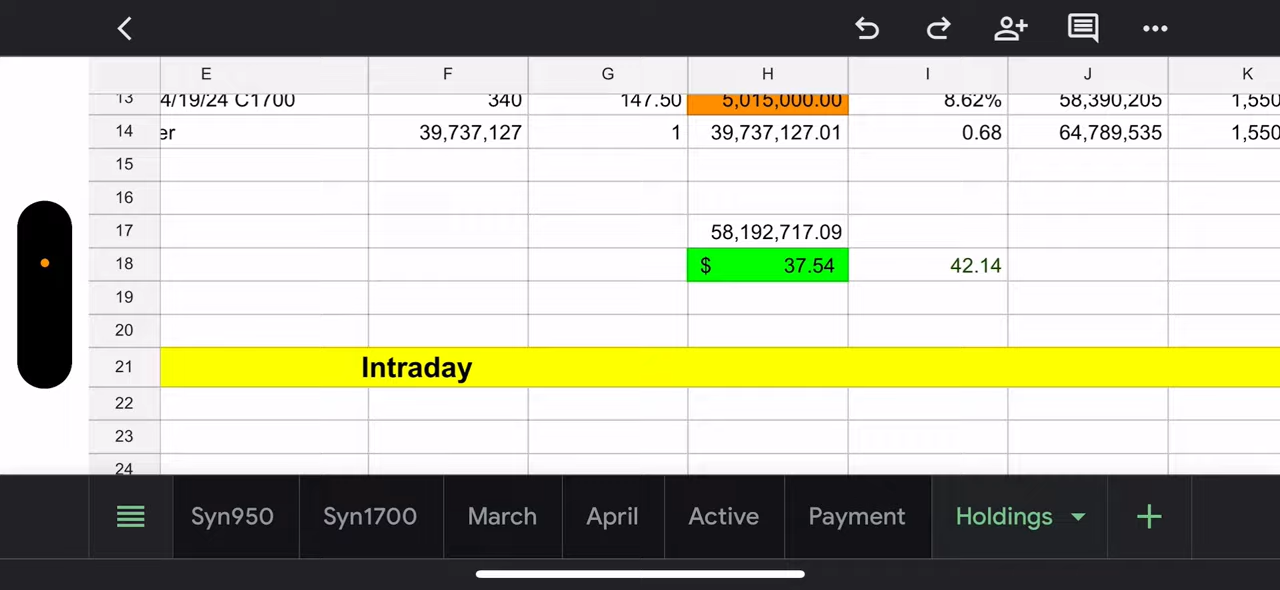 E F G H I J K
13 4/19/24 C1700 340 147.50 5,015,000.00 8.62% 58,390,205 1,550
14 er 39,737,127 1 39,737,127.01 0.68 64,789,535 1,550
15
16
17 58,192,717.09
18 $ 37.54 42.14
19
20
21 Intraday
22
23
24
Syn950 Syn1700 March April Active Payment Holdings